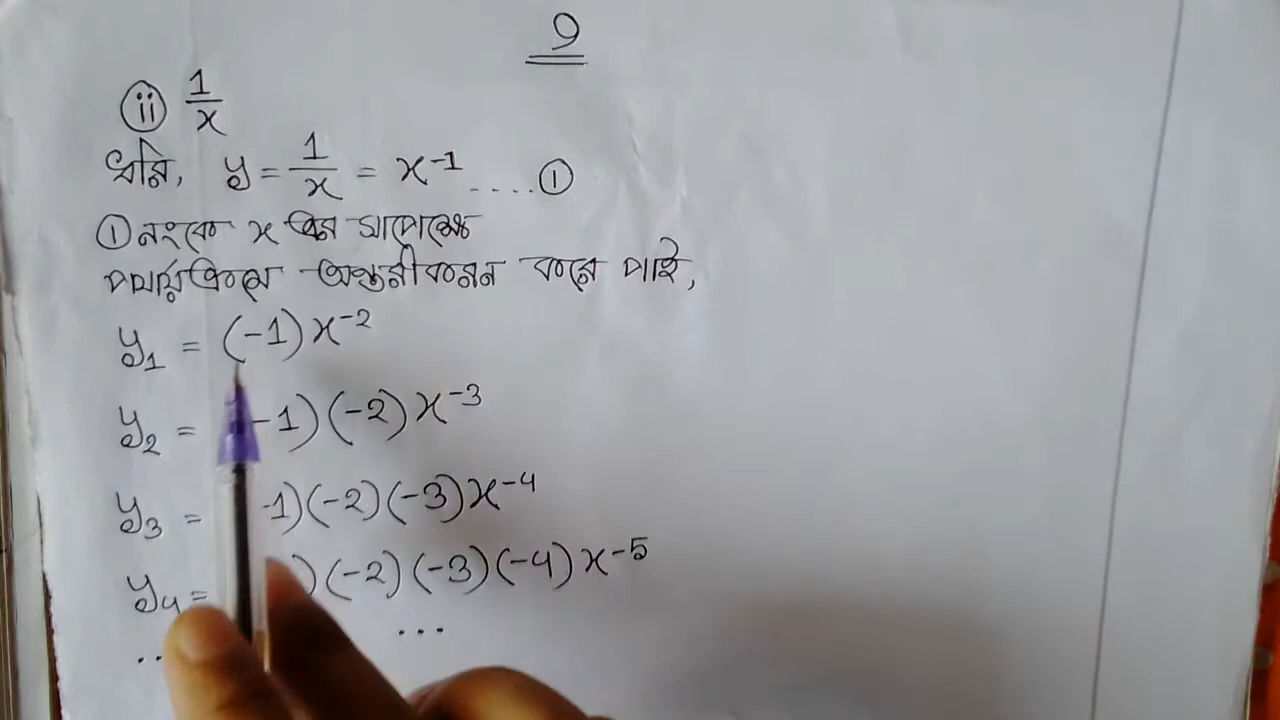 9
ii 1/x
ধরি, y = 1/x = x⁻¹ ..... ①
① নংকে x এর সাপেক্ষে
পর্যায়ক্রমে অন্তরীকরন করে পাই,
y₁ = (-1)x⁻²
y₂ = -1)(-2)x⁻³
y₃ = -1)(-2)(-3)x⁻⁴
y₄ = )(-2)(-3)(-4)x⁻⁵
.. ...